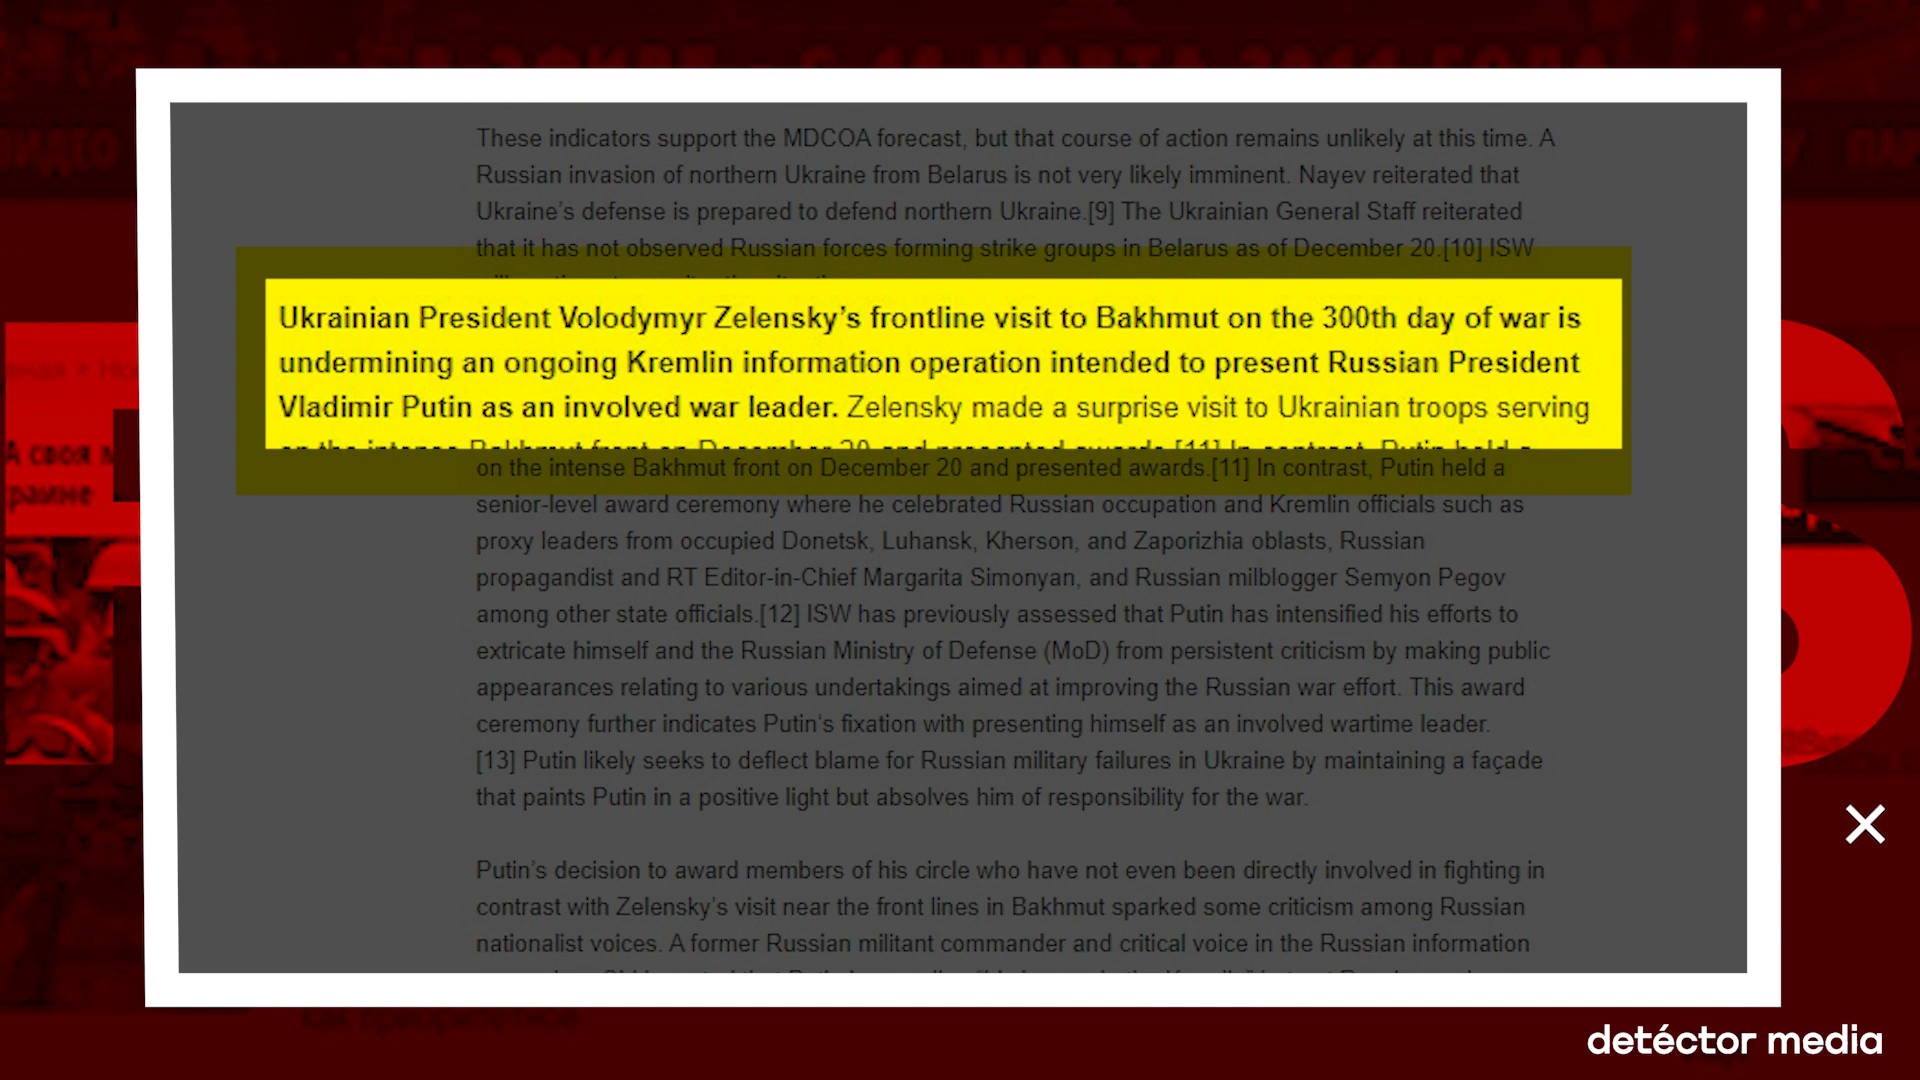 These indicators support the MDCOA forecast, but that course of action remains unlikely at this time. A
Russian invasion of northern Ukraine from Belarus is not very likely imminent. Nayev reiterated that
Ukraine’s defense is prepared to defend northern Ukraine.[9] The Ukrainian General Staff reiterated
that it has not observed Russian forces forming strike groups in Belarus as of December 20.[10] ISW
Ukrainian President Volodymyr Zelensky’s frontline visit to Bakhmut on the 300th day of war is
undermining an ongoing Kremlin information operation intended to present Russian President
Vladimir Putin as an involved war leader. Zelensky made a surprise visit to Ukrainian troops serving
on the intense Bakhmut front on December 20 and presented awards.[11] In contrast, Putin held a
senior-level award ceremony where he celebrated Russian occupation and Kremlin officials such as
proxy leaders from occupied Donetsk, Luhansk, Kherson, and Zaporizhia oblasts, Russian
propagandist and RT Editor-in-Chief Margarita Simonyan, and Russian milblogger Semyon Pegov
among other state officials.[12] ISW has previously assessed that Putin has intensified his efforts to
extricate himself and the Russian Ministry of Defense (MoD) from persistent criticism by making public
appearances relating to various undertakings aimed at improving the Russian war effort. This award
ceremony further indicates Putin‘s fixation with presenting himself as an involved wartime leader.
[13] Putin likely seeks to deflect blame for Russian military failures in Ukraine by maintaining a façade
that paints Putin in a positive light but absolves him of responsibility for the war.
Putin’s decision to award members of his circle who have not even been directly involved in fighting in
contrast with Zelensky’s visit near the front lines in Bakhmut sparked some criticism among Russian
nationalist voices. A former Russian militant commander and critical voice in the Russian information
ВИДЕО
А своя
detéctor media